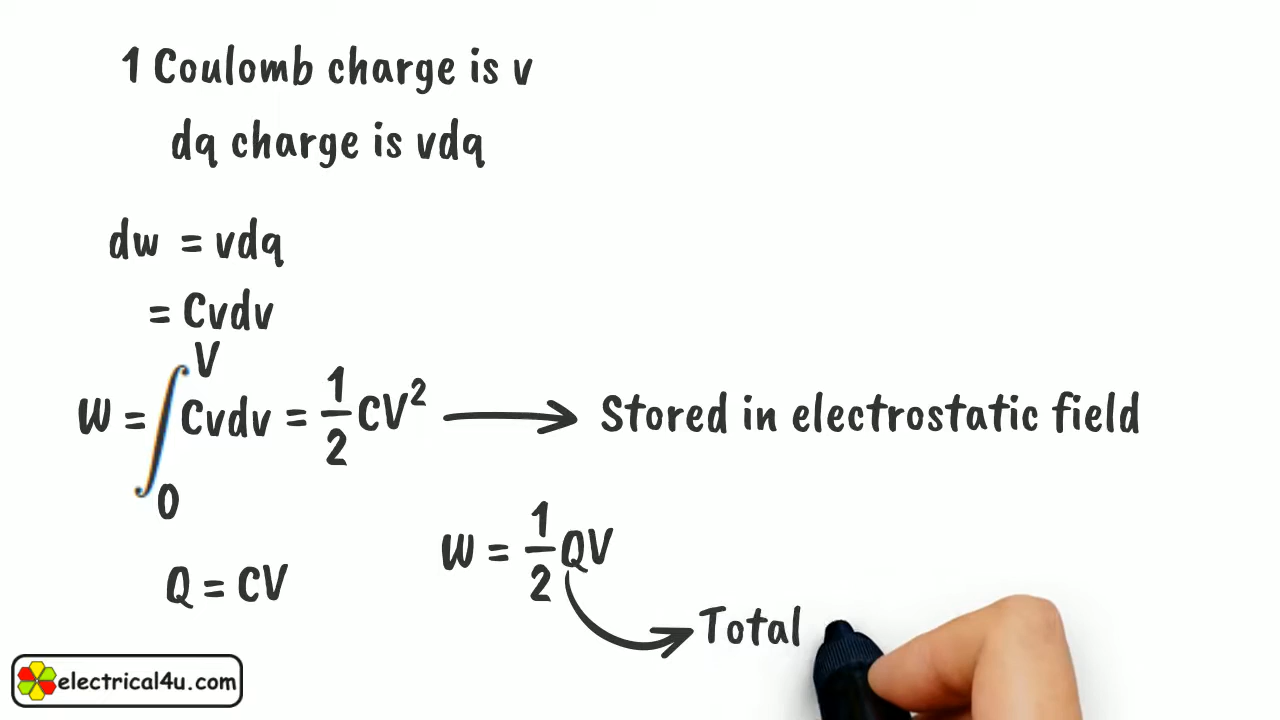 1 Coulomb charge is v
dq charge is vdq
dw = vdq
= Cvdv
W = ∫₀ⱽ Cvdv = 1/2 CV² → Stored in electrostatic field
W = 1/2 QV
Q = CV
Total
electrical4u.com